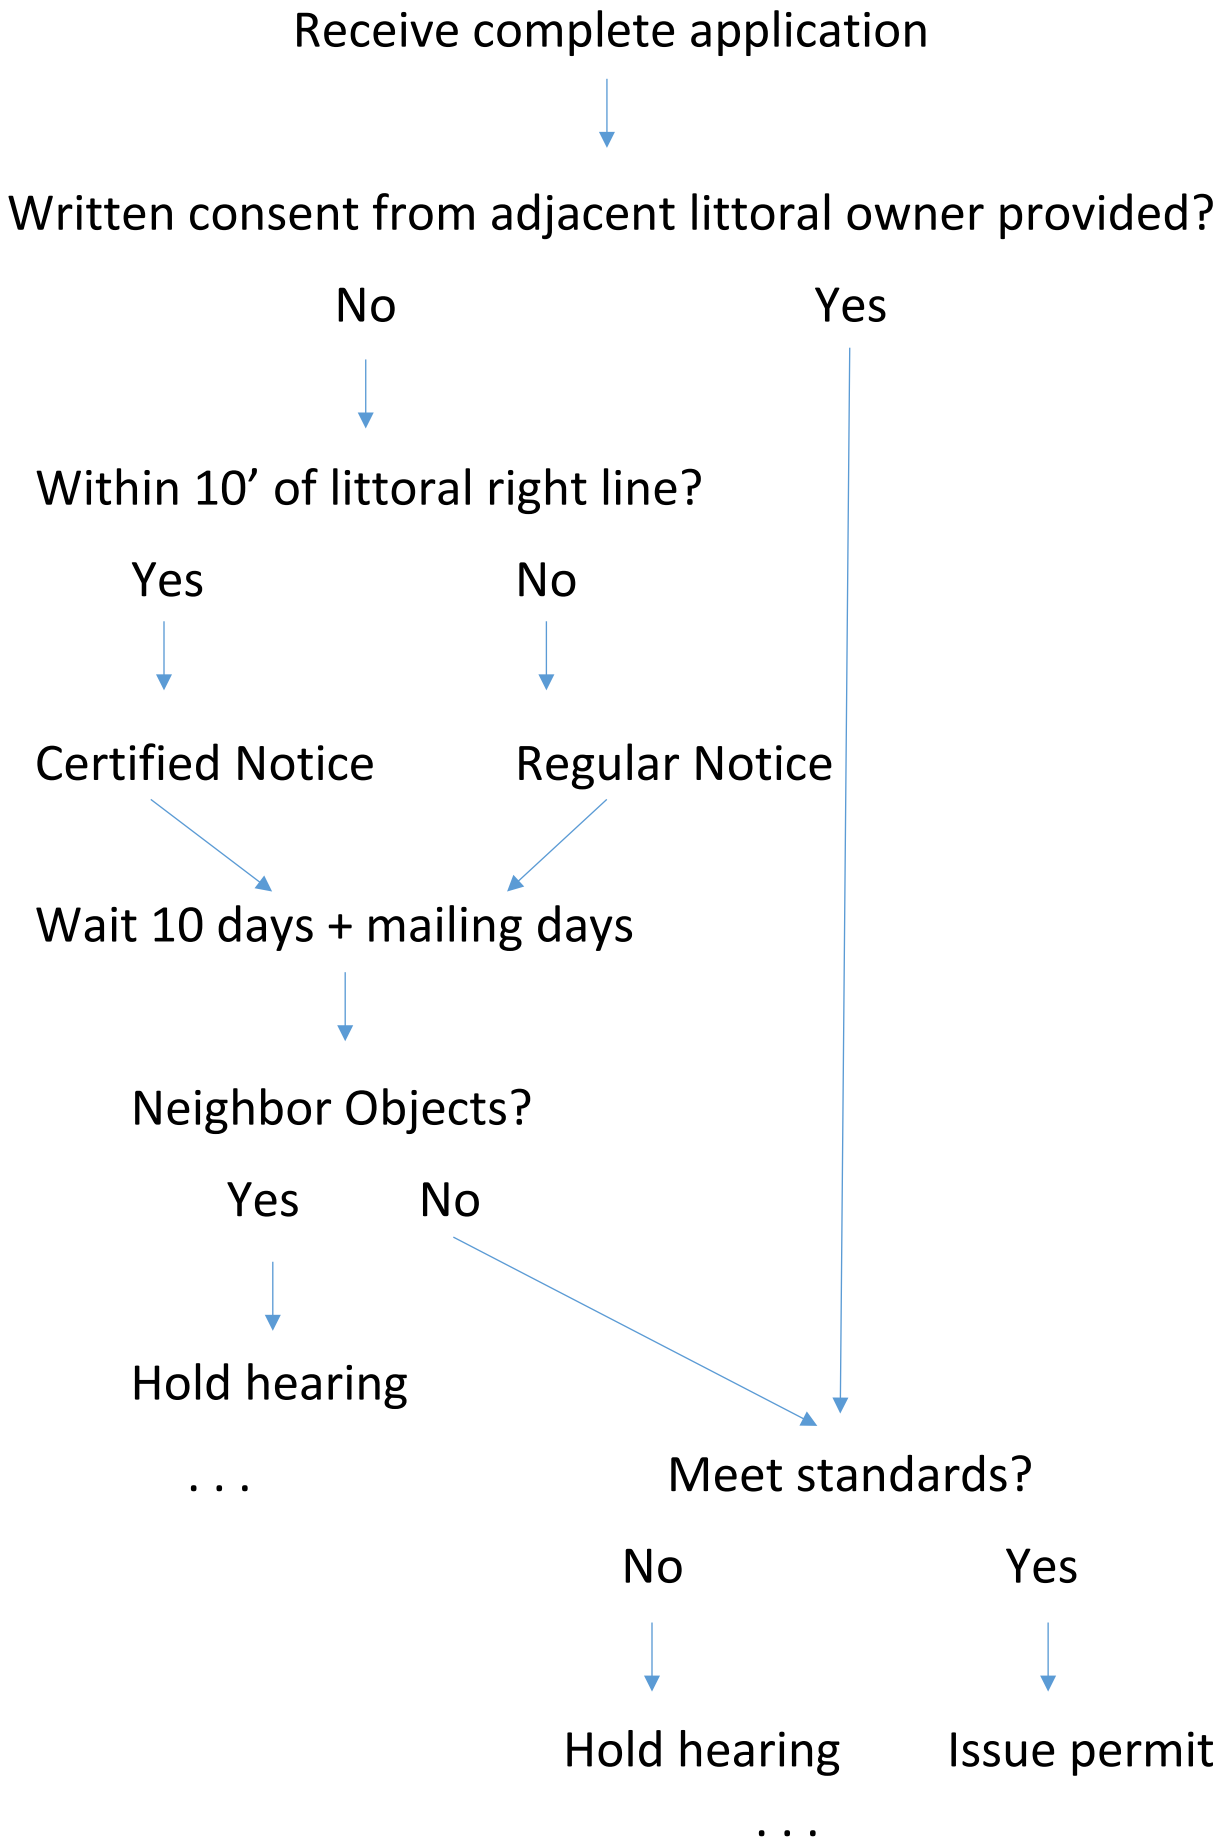 Receive complete application
Written consent from adjacent littoral owner provided?
No Yes
Within 10’ of littoral right line?
Yes No
Certified Notice Regular Notice
Wait 10 days + mailing days
Neighbor Objects?
Yes No
Hold hearing
. . .
Meet standards?
No Yes
Hold hearing Issue permit
. . .